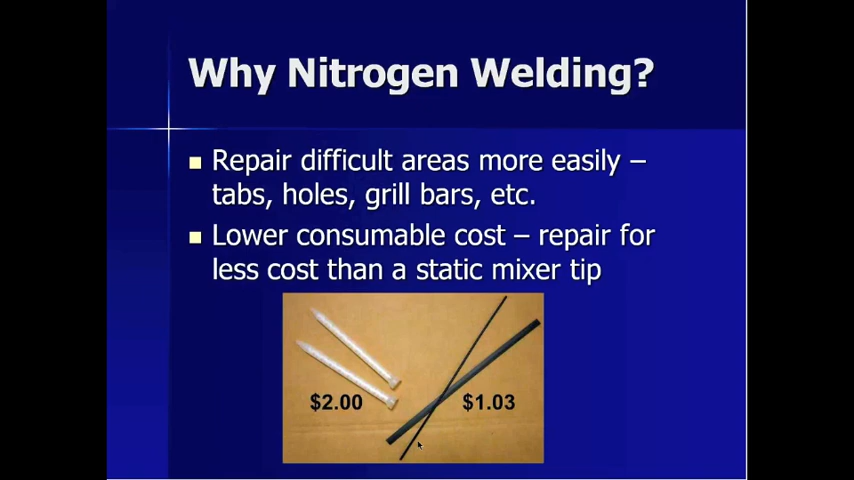 Why Nitrogen Welding?
Repair difficult areas more easily –
tabs, holes, grill bars, etc.
Lower consumable cost – repair for
less cost than a static mixer tip
$2.00
$1.03